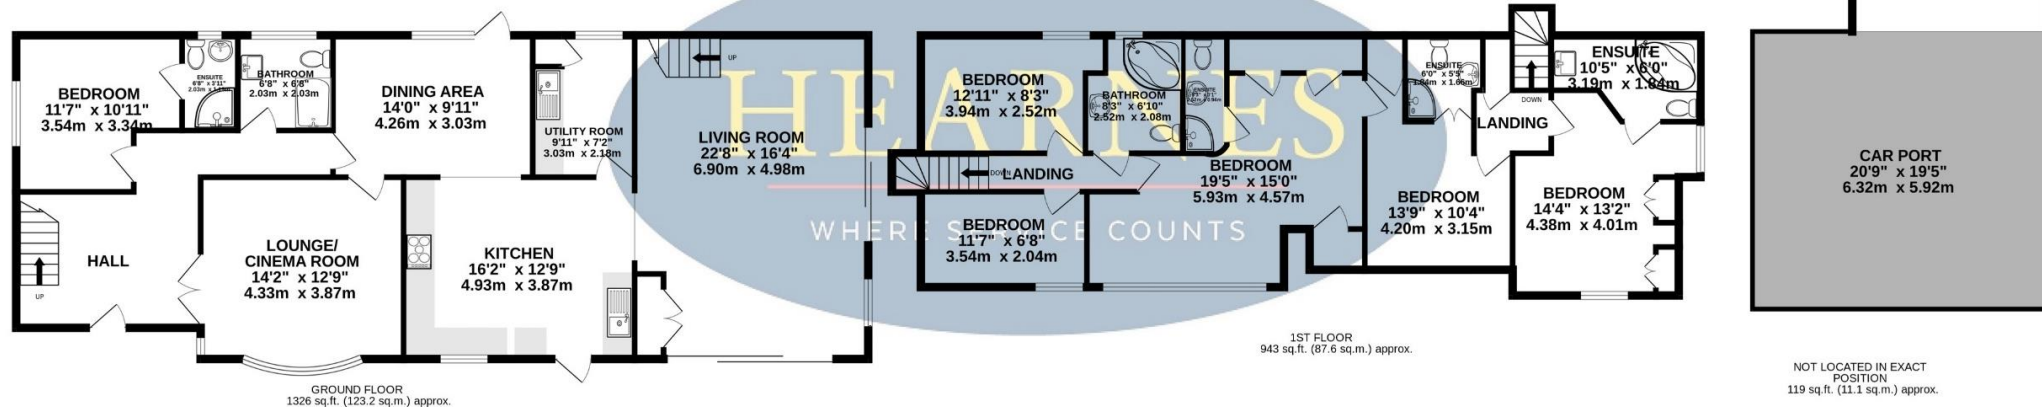 BEDROOM
11'7" x 10'11"
3.54m x 3.34m
ENSUITE
6'8" x 3'11"
BATHROOM
6'8" x 6'8"
2.03m x 2.03m
DINING AREA
14'0" x 9'11"
4.26m x 3.03m
UTILITY ROOM
9'11" x 7'2"
3.03m x 2.18m
UP
LIVING ROOM
22'8" x 16'4"
6.90m x 4.98m
HALL
UP
LOUNGE/
CINEMA ROOM
14'2" x 12'9"
4.33m x 3.87m
KITCHEN
16'2" x 12'9"
4.93m x 3.87m
GROUND FLOOR
1326 sq.ft. (123.2 sq.m.) approx.
HEARNES
WHERE SERVICE COUNTS
BEDROOM
12'11" x 8'3"
3.94m x 2.52m
BATHROOM
8'3" x 6'10"
2.52m x 2.08m
ENSUITE
DOWN
LANDING
BEDROOM
11'7" x 6'8"
3.54m x 2.04m
BEDROOM
19'5" x 15'0"
5.93m x 4.57m
ENSUITE
6'0" x 5'5"
DOWN
LANDING
ENSUITE
10'5" x 6'0"
3.19m x 1.84m
BEDROOM
13'9" x 10'4"
4.20m x 3.15m
BEDROOM
14'4" x 13'2"
4.38m x 4.01m
1ST FLOOR
943 sq.ft. (87.6 sq.m.) approx.
CAR PORT
20'9" x 19'5"
6.32m x 5.92m
NOT LOCATED IN EXACT
POSITION
119 sq.ft. (11.1 sq.m.) approx.